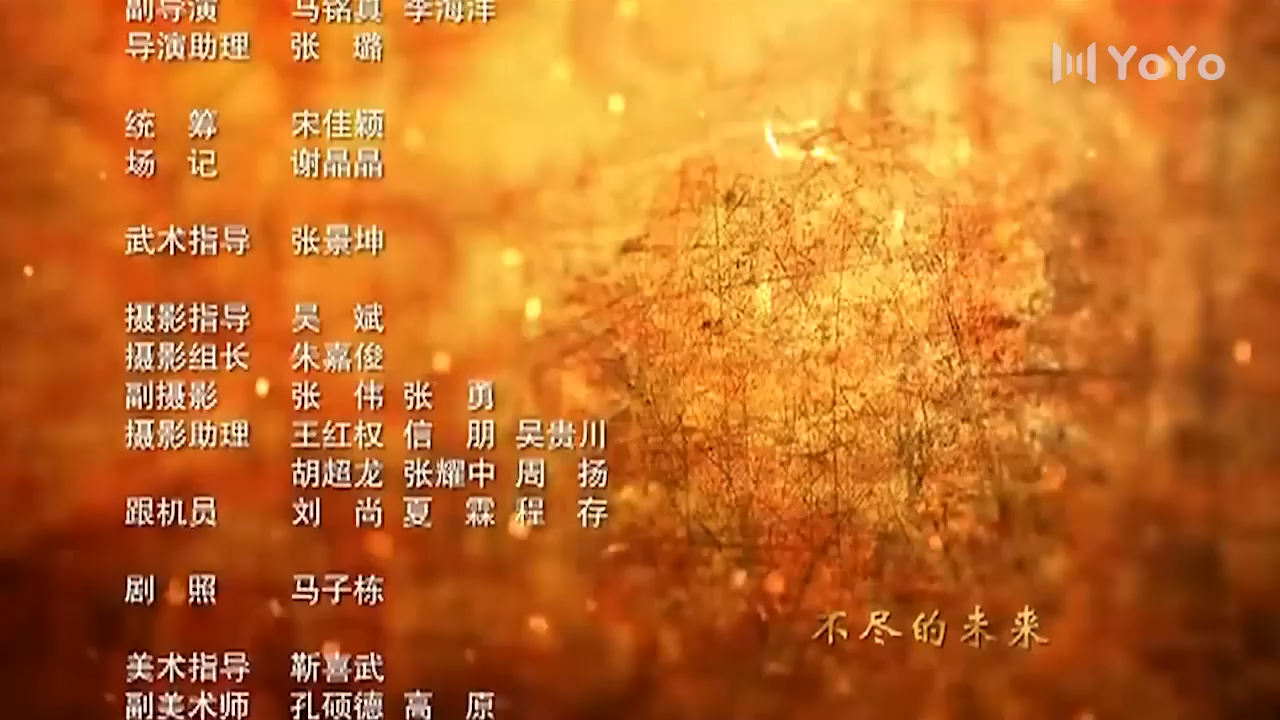 副导演 马铭真 李海洋
导演助理 张 璐
YoYo
统 筹 宋佳颖
场 记 谢晶晶
武术指导 张景坤
摄影指导 吴 斌
摄影组长 朱嘉俊
副摄影 张 伟 张 勇
摄影助理 王红权 信 朋 吴贵川
胡超龙 张耀中 周 扬
跟机员 刘 尚 夏 霖 程 存
剧 照 马子栋
不尽的未来
美术指导 靳喜武
副美术师 孔硕德 高 原